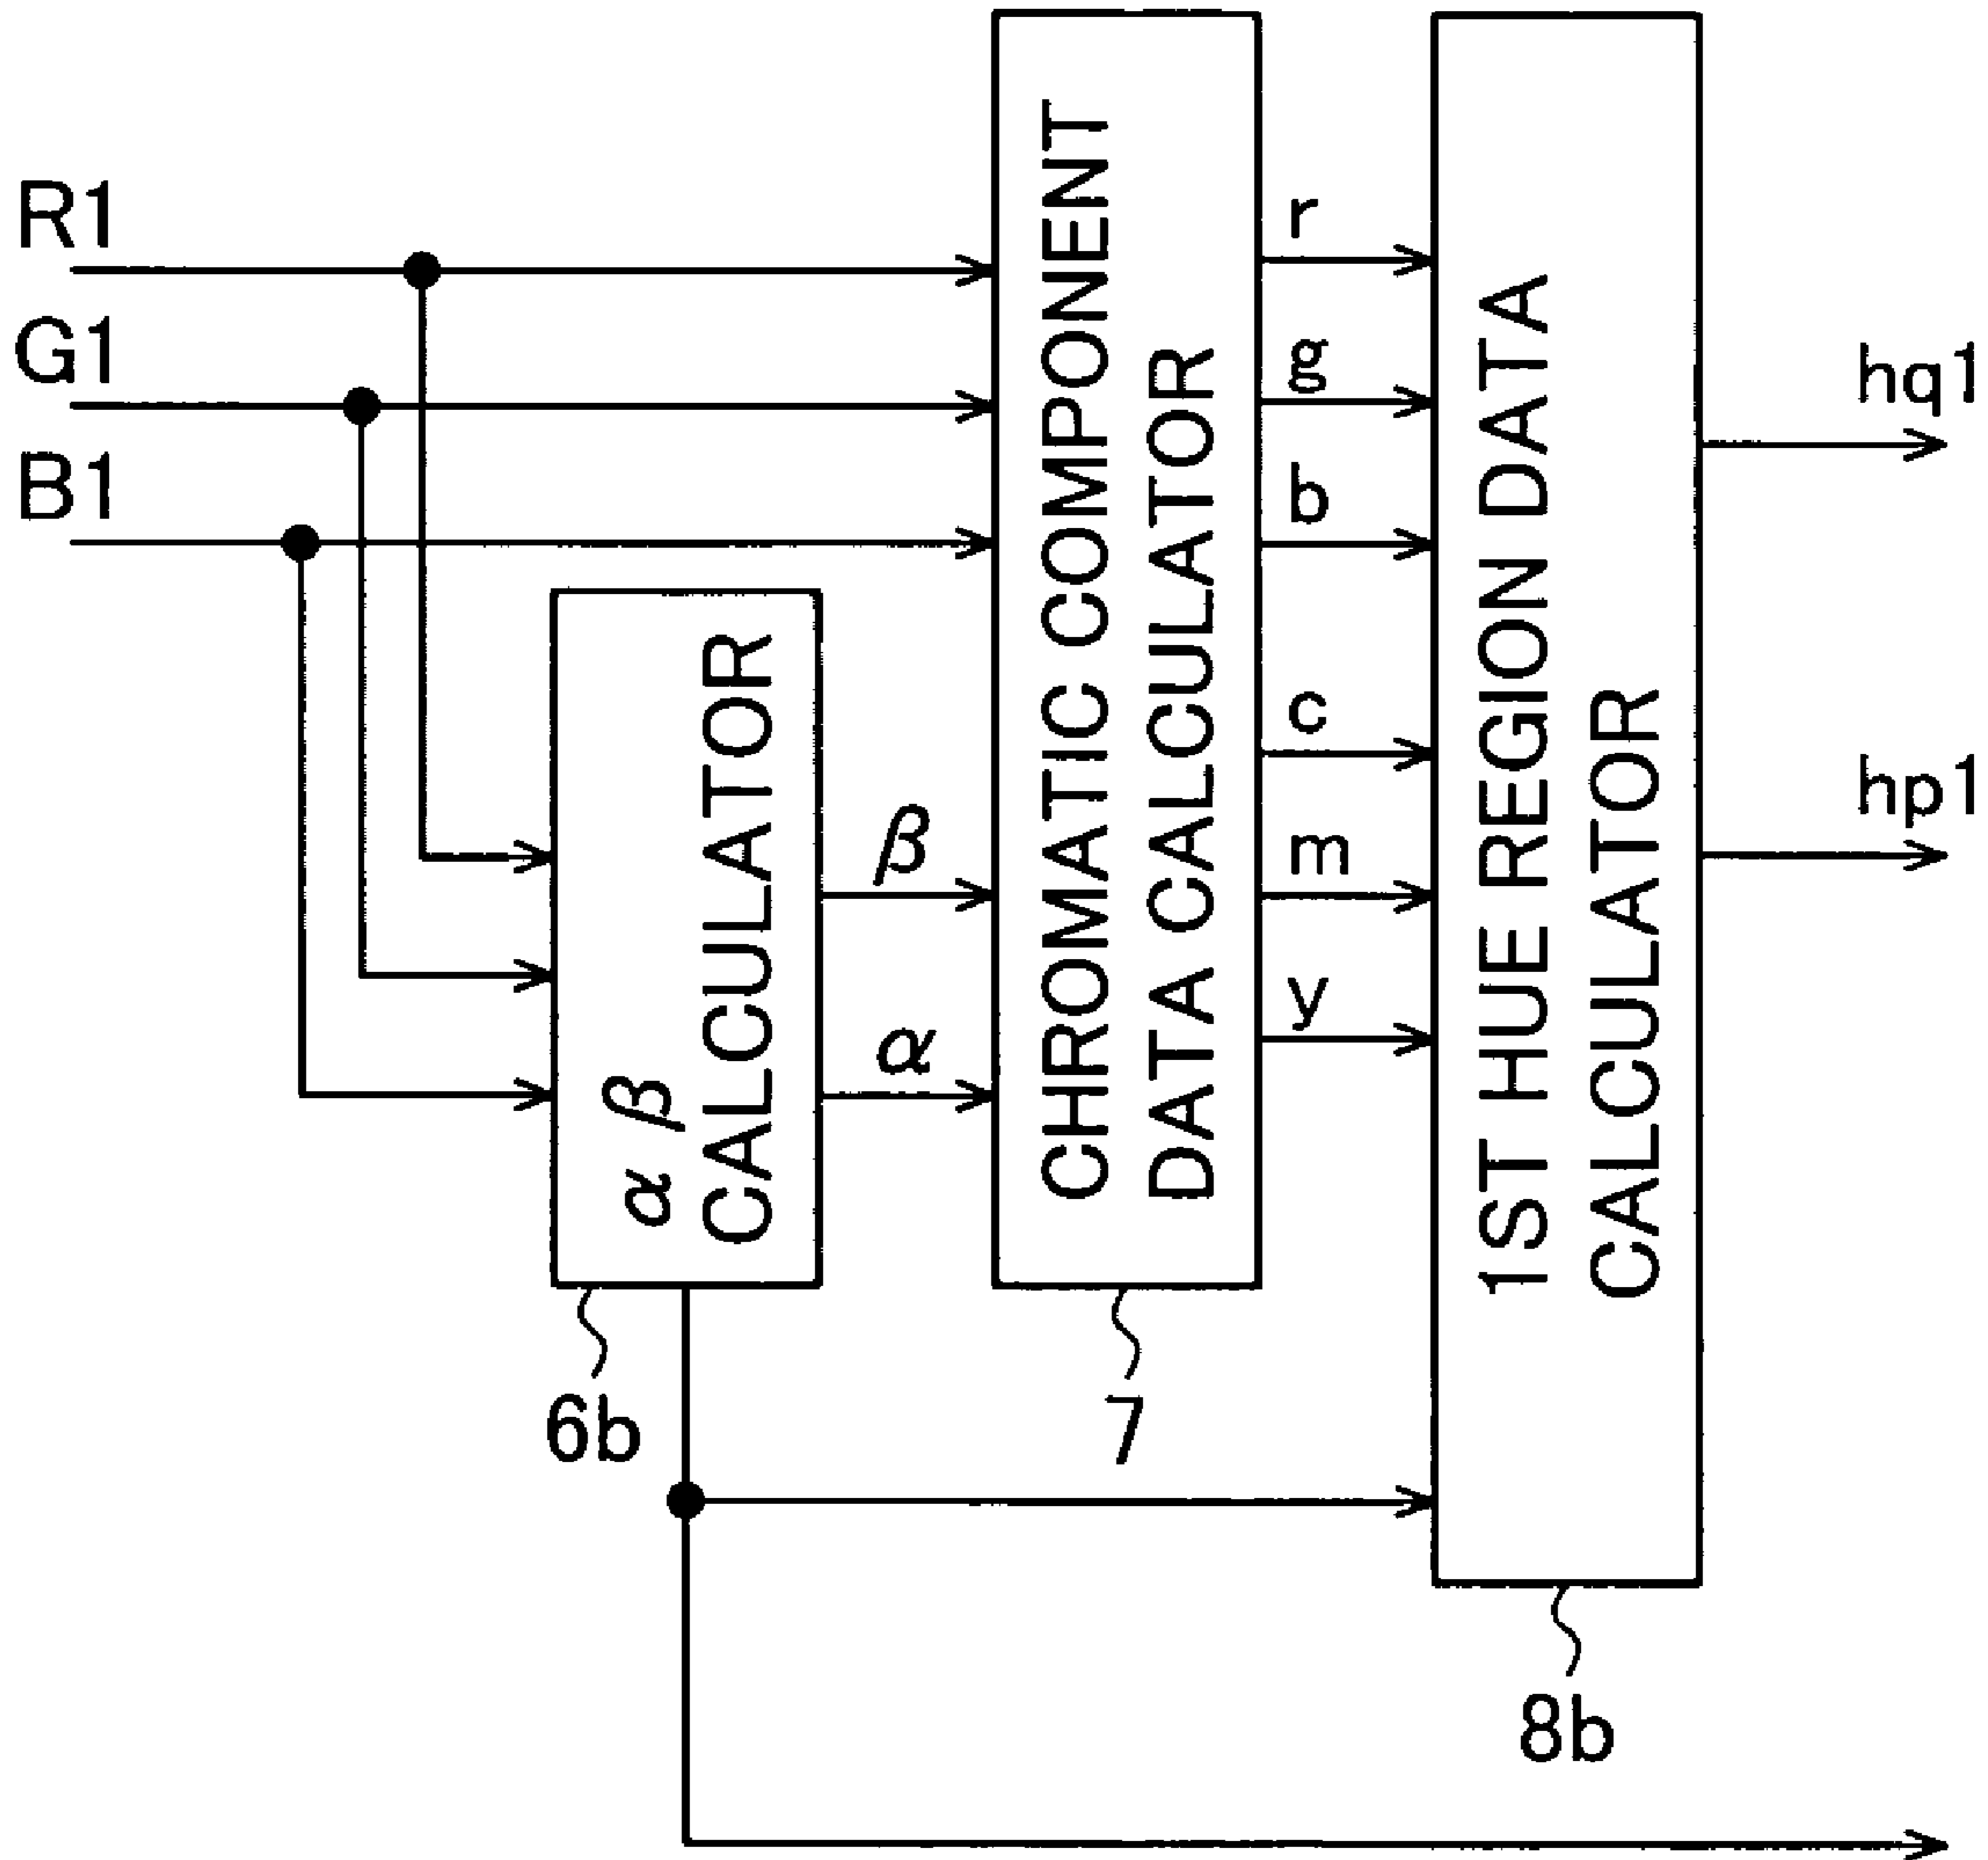 R1
G1
B1
α β
CALCULATOR
β
α
CHROMATIC COMPONENT
DATA CALCULATOR
r
g
b
c
m
y
1ST HUE REGION DATA
CALCULATOR
hq1
hp1
6b
7
8b